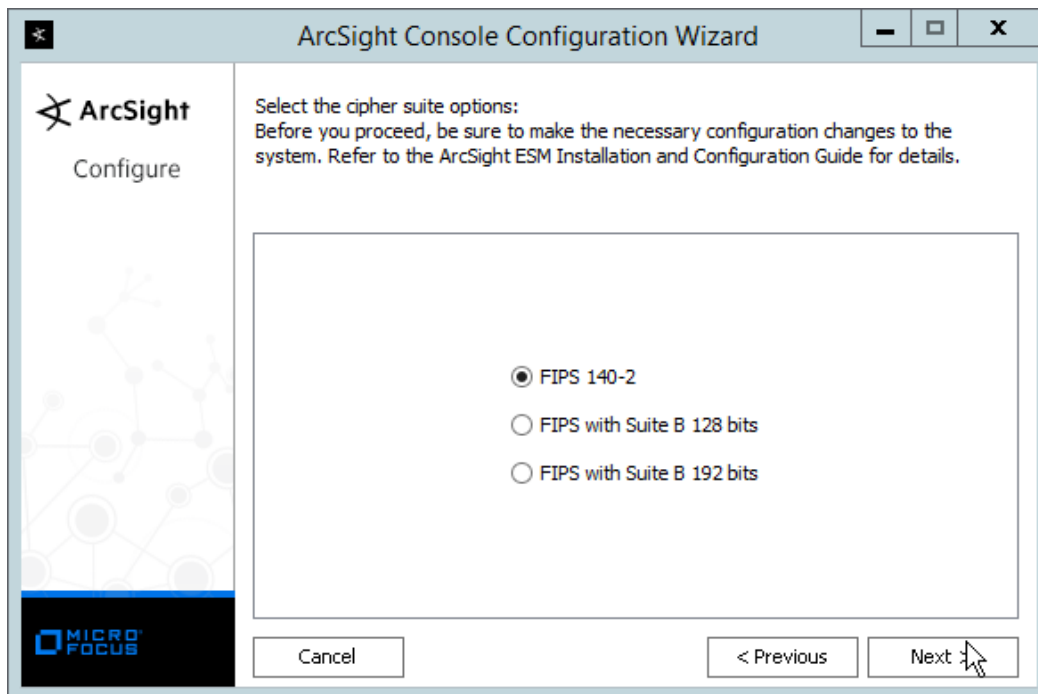 ArcSight Console Configuration Wizard
ArcSight
Configure
Select the cipher suite options:
Before you proceed, be sure to make the necessary configuration changes to the
system. Refer to the ArcSight ESM Installation and Configuration Guide for details.
FIPS 140-2
FIPS with Suite B 128 bits
FIPS with Suite B 192 bits
MICRO
FOCUS
Cancel
< Previous
Next >